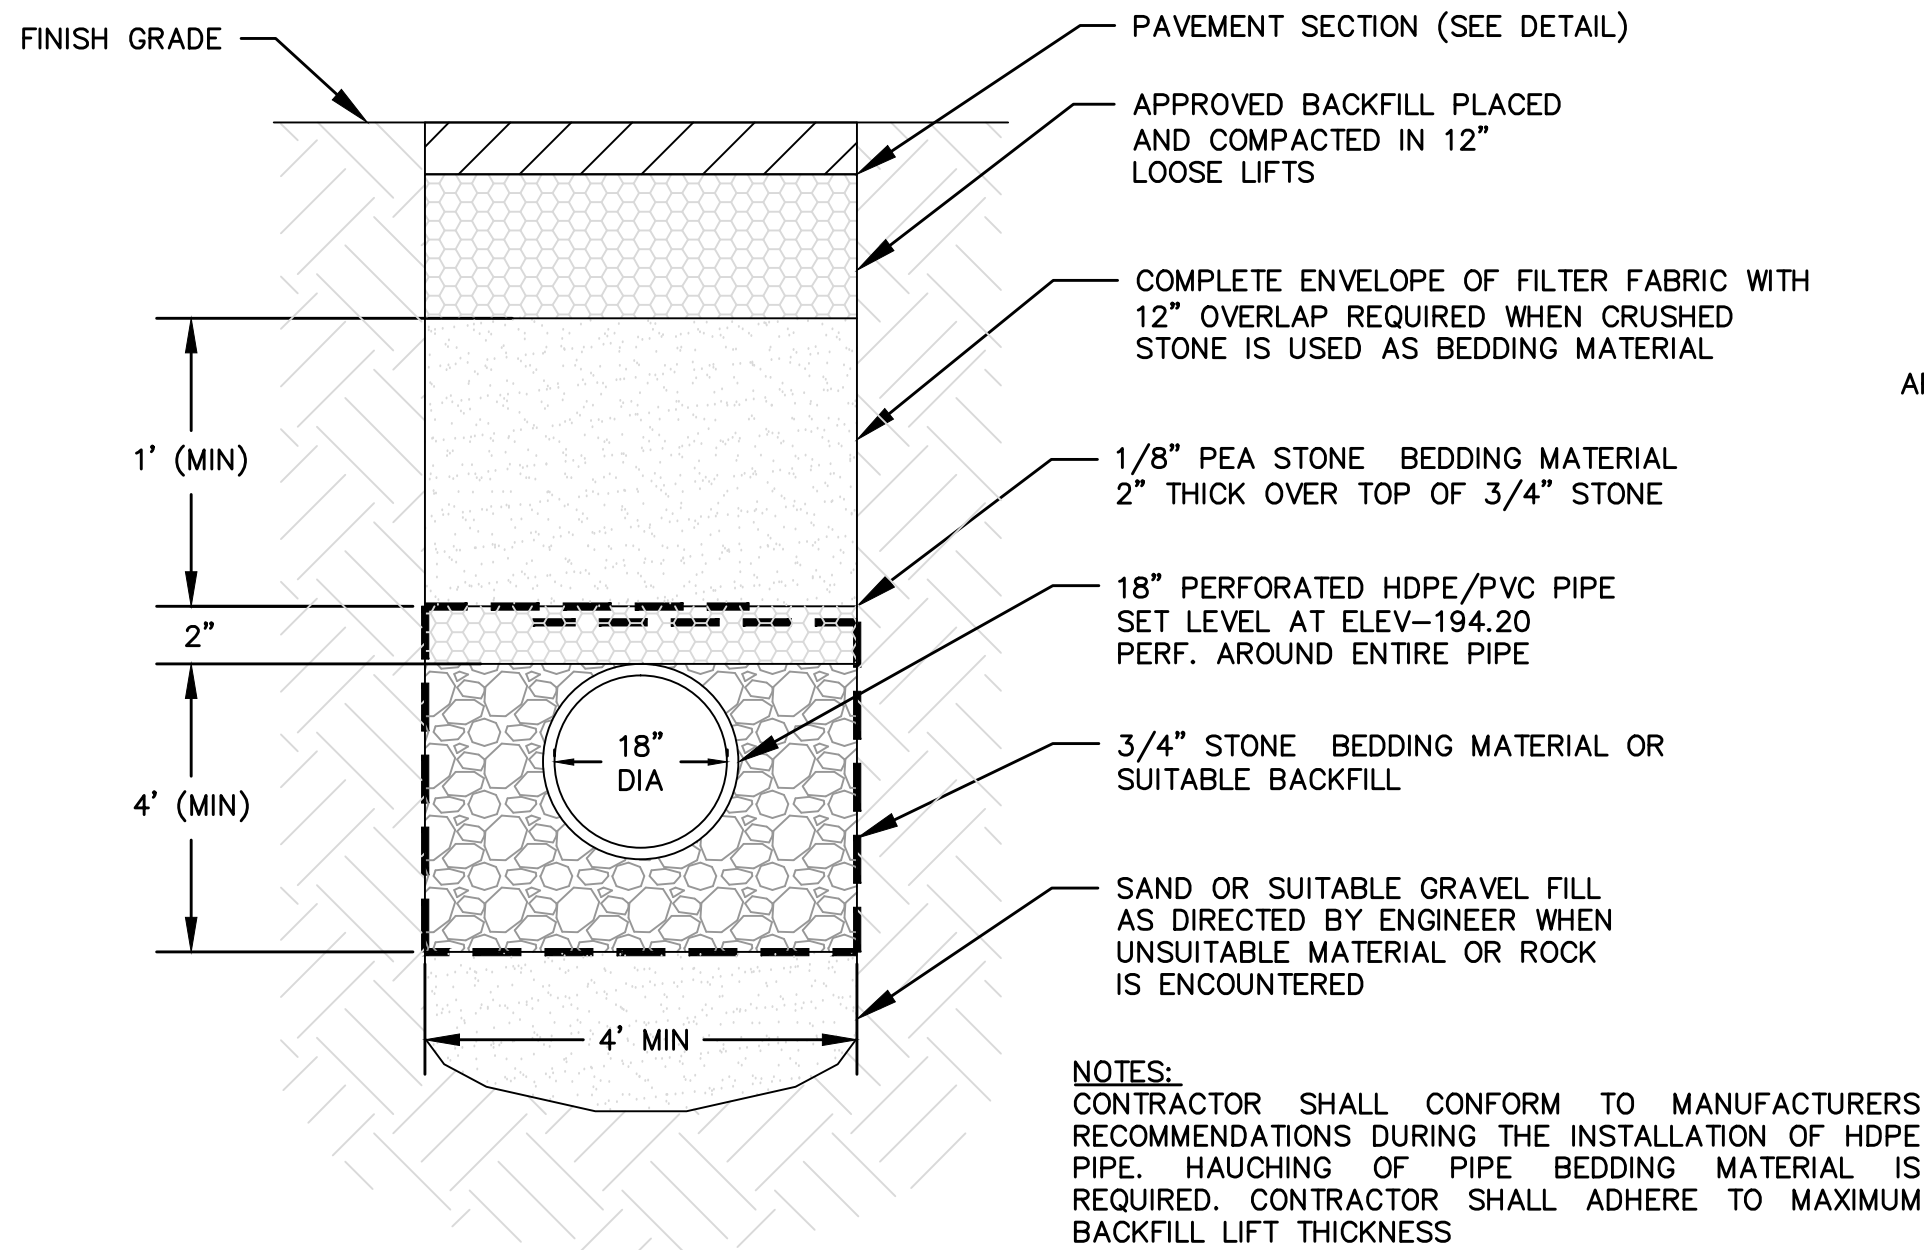 FINISH GRADE
PAVEMENT SECTION (SEE DETAIL)
APPROVED BACKFILL PLACED
AND COMPACTED IN 12”
LOOSE LIFTS
COMPLETE ENVELOPE OF FILTER FABRIC WITH
12” OVERLAP REQUIRED WHEN CRUSHED
STONE IS USED AS BEDDING MATERIAL
1’ (MIN)
1/8” PEA STONE BEDDING MATERIAL
2” THICK OVER TOP OF 3/4” STONE
2”
18” PERFORATED HDPE/PVC PIPE
SET LEVEL AT ELEV–194.20
PERF. AROUND ENTIRE PIPE
4’ (MIN)
18”
DIA
3/4” STONE BEDDING MATERIAL OR
SUITABLE BACKFILL
SAND OR SUITABLE GRAVEL FILL
AS DIRECTED BY ENGINEER WHEN
UNSUITABLE MATERIAL OR ROCK
IS ENCOUNTERED
4’ MIN
NOTES:
CONTRACTOR SHALL CONFORM TO MANUFACTURERS
RECOMMENDATIONS DURING THE INSTALLATION OF HDPE
PIPE. HAUCHING OF PIPE BEDDING MATERIAL IS
REQUIRED. CONTRACTOR SHALL ADHERE TO MAXIMUM
BACKFILL LIFT THICKNESS